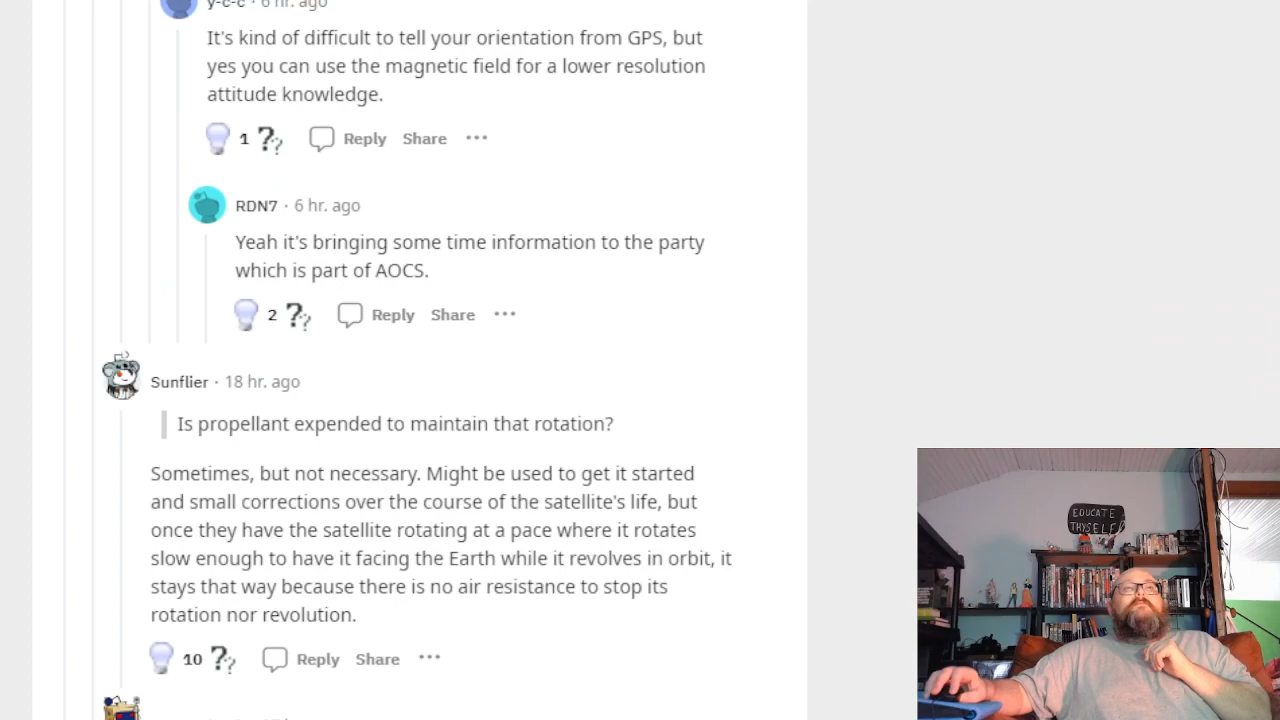 y-c-c · 6 hr. ago
It's kind of difficult to tell your orientation from GPS, but
yes you can use the magnetic field for a lower resolution
attitude knowledge.
1 Reply Share
RDN7 · 6 hr. ago
Yeah it's bringing some time information to the party
which is part of AOCS.
2 Reply Share
Sunflier · 18 hr. ago
Is propellant expended to maintain that rotation?
Sometimes, but not necessary. Might be used to get it started
and small corrections over the course of the satellite's life, but
once they have the satellite rotating at a pace where it rotates
slow enough to have it facing the Earth while it revolves in orbit, it
stays that way because there is no air resistance to stop its
rotation nor revolution.
10 Reply Share
EDUCATE
THYSELF